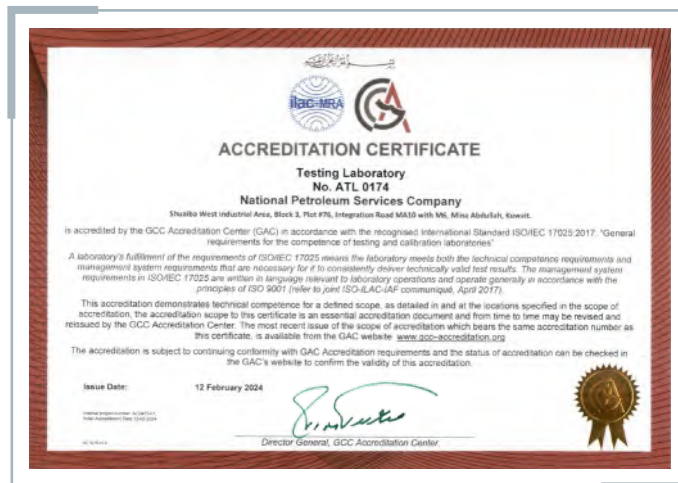 ilac-MRA
ACCREDITATION CERTIFICATE
Testing Laboratory
No. ATL 0174
National Petroleum Services Company
Shuaiba West Industrial Area, Block 3, Plot #76, Integration Road MA10 with M6, Mina Abdullah, Kuwait.
is accredited by the GCC Accreditation Center (GAC) in accordance with the recognised International Standard ISO/IEC 17025:2017: "General
requirements for the competence of testing and calibration laboratories"
A laboratory's fulfillment of the requirements of ISO/IEC 17025 means the laboratory meets both the technical competence requirements and
management system requirements that are necessary for it to consistently deliver technically valid test results. The management system
requirements in ISO/IEC 17025 are written in language relevant to laboratory operations and operate generally in accordance with the
principles of ISO 9001 (refer to joint ISO-ILAC-IAF communiqué, April 2017).
This accreditation demonstrates technical competence for a defined scope, as detailed in and at the locations specified in the scope of
accreditation, the accreditation scope to this certificate is an essential accreditation document and from time to time may be revised and
reissued by the GCC Accreditation Center. The most recent issue of the scope of accreditation which bears the same accreditation number as
this certificate, is available from the GAC website www.gcc-accreditation.org
The accreditation is subject to continuing conformity with GAC Accreditation requirements and the status of accreditation can be checked in
the GAC's website to confirm the validity of this accreditation.
Issue Date: 12 February 2024
Director General, GCC Accreditation Center